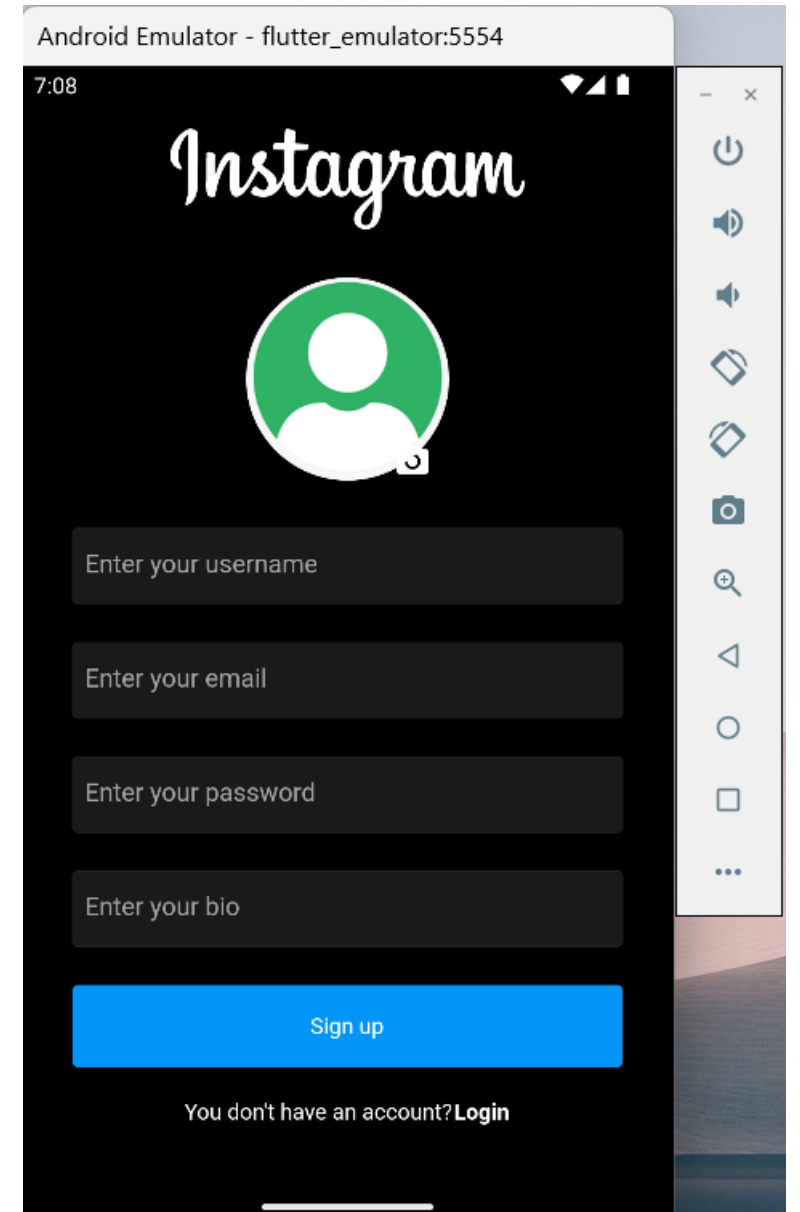 Android Emulator - flutter_emulator:5554
7:08
Instagram
Enter your username
Enter your email
Enter your password
Enter your bio
Sign up
You don't have an account?Login